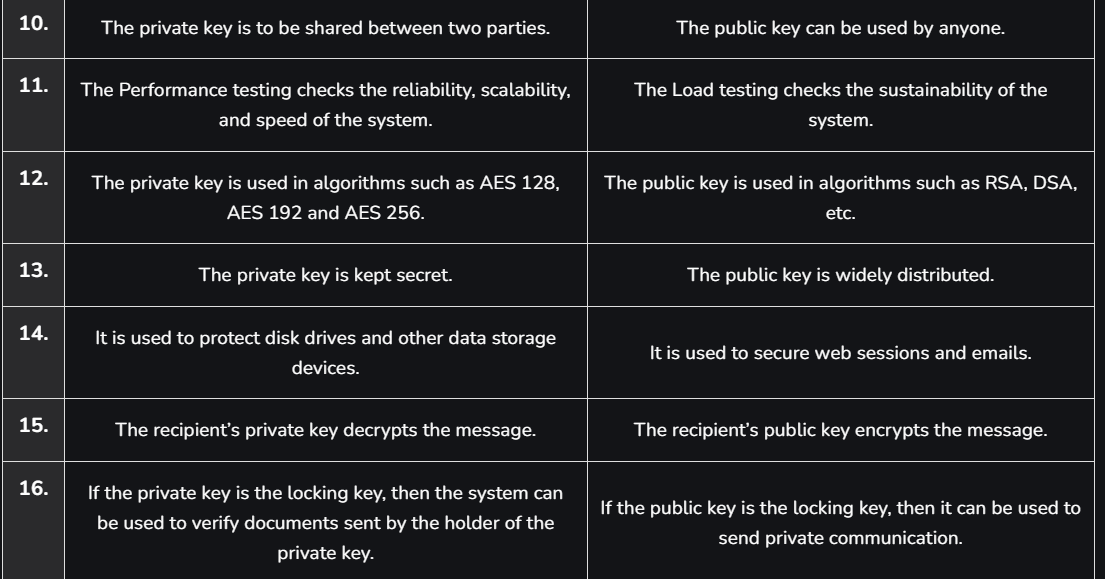 10.
The private key is to be shared between two parties.
The public key can be used by anyone.
11.
The Performance testing checks the reliability, scalability,
and speed of the system.
The Load testing checks the sustainability of the
system.
12.
The private key is used in algorithms such as AES 128,
AES 192 and AES 256.
The public key is used in algorithms such as RSA, DSA,
etc.
13.
The private key is kept secret.
The public key is widely distributed.
14.
It is used to protect disk drives and other data storage
devices.
It is used to secure web sessions and emails.
15.
The recipient’s private key decrypts the message.
The recipient’s public key encrypts the message.
16.
If the private key is the locking key, then the system can
be used to verify documents sent by the holder of the
private key.
If the public key is the locking key, then it can be used to
send private communication.